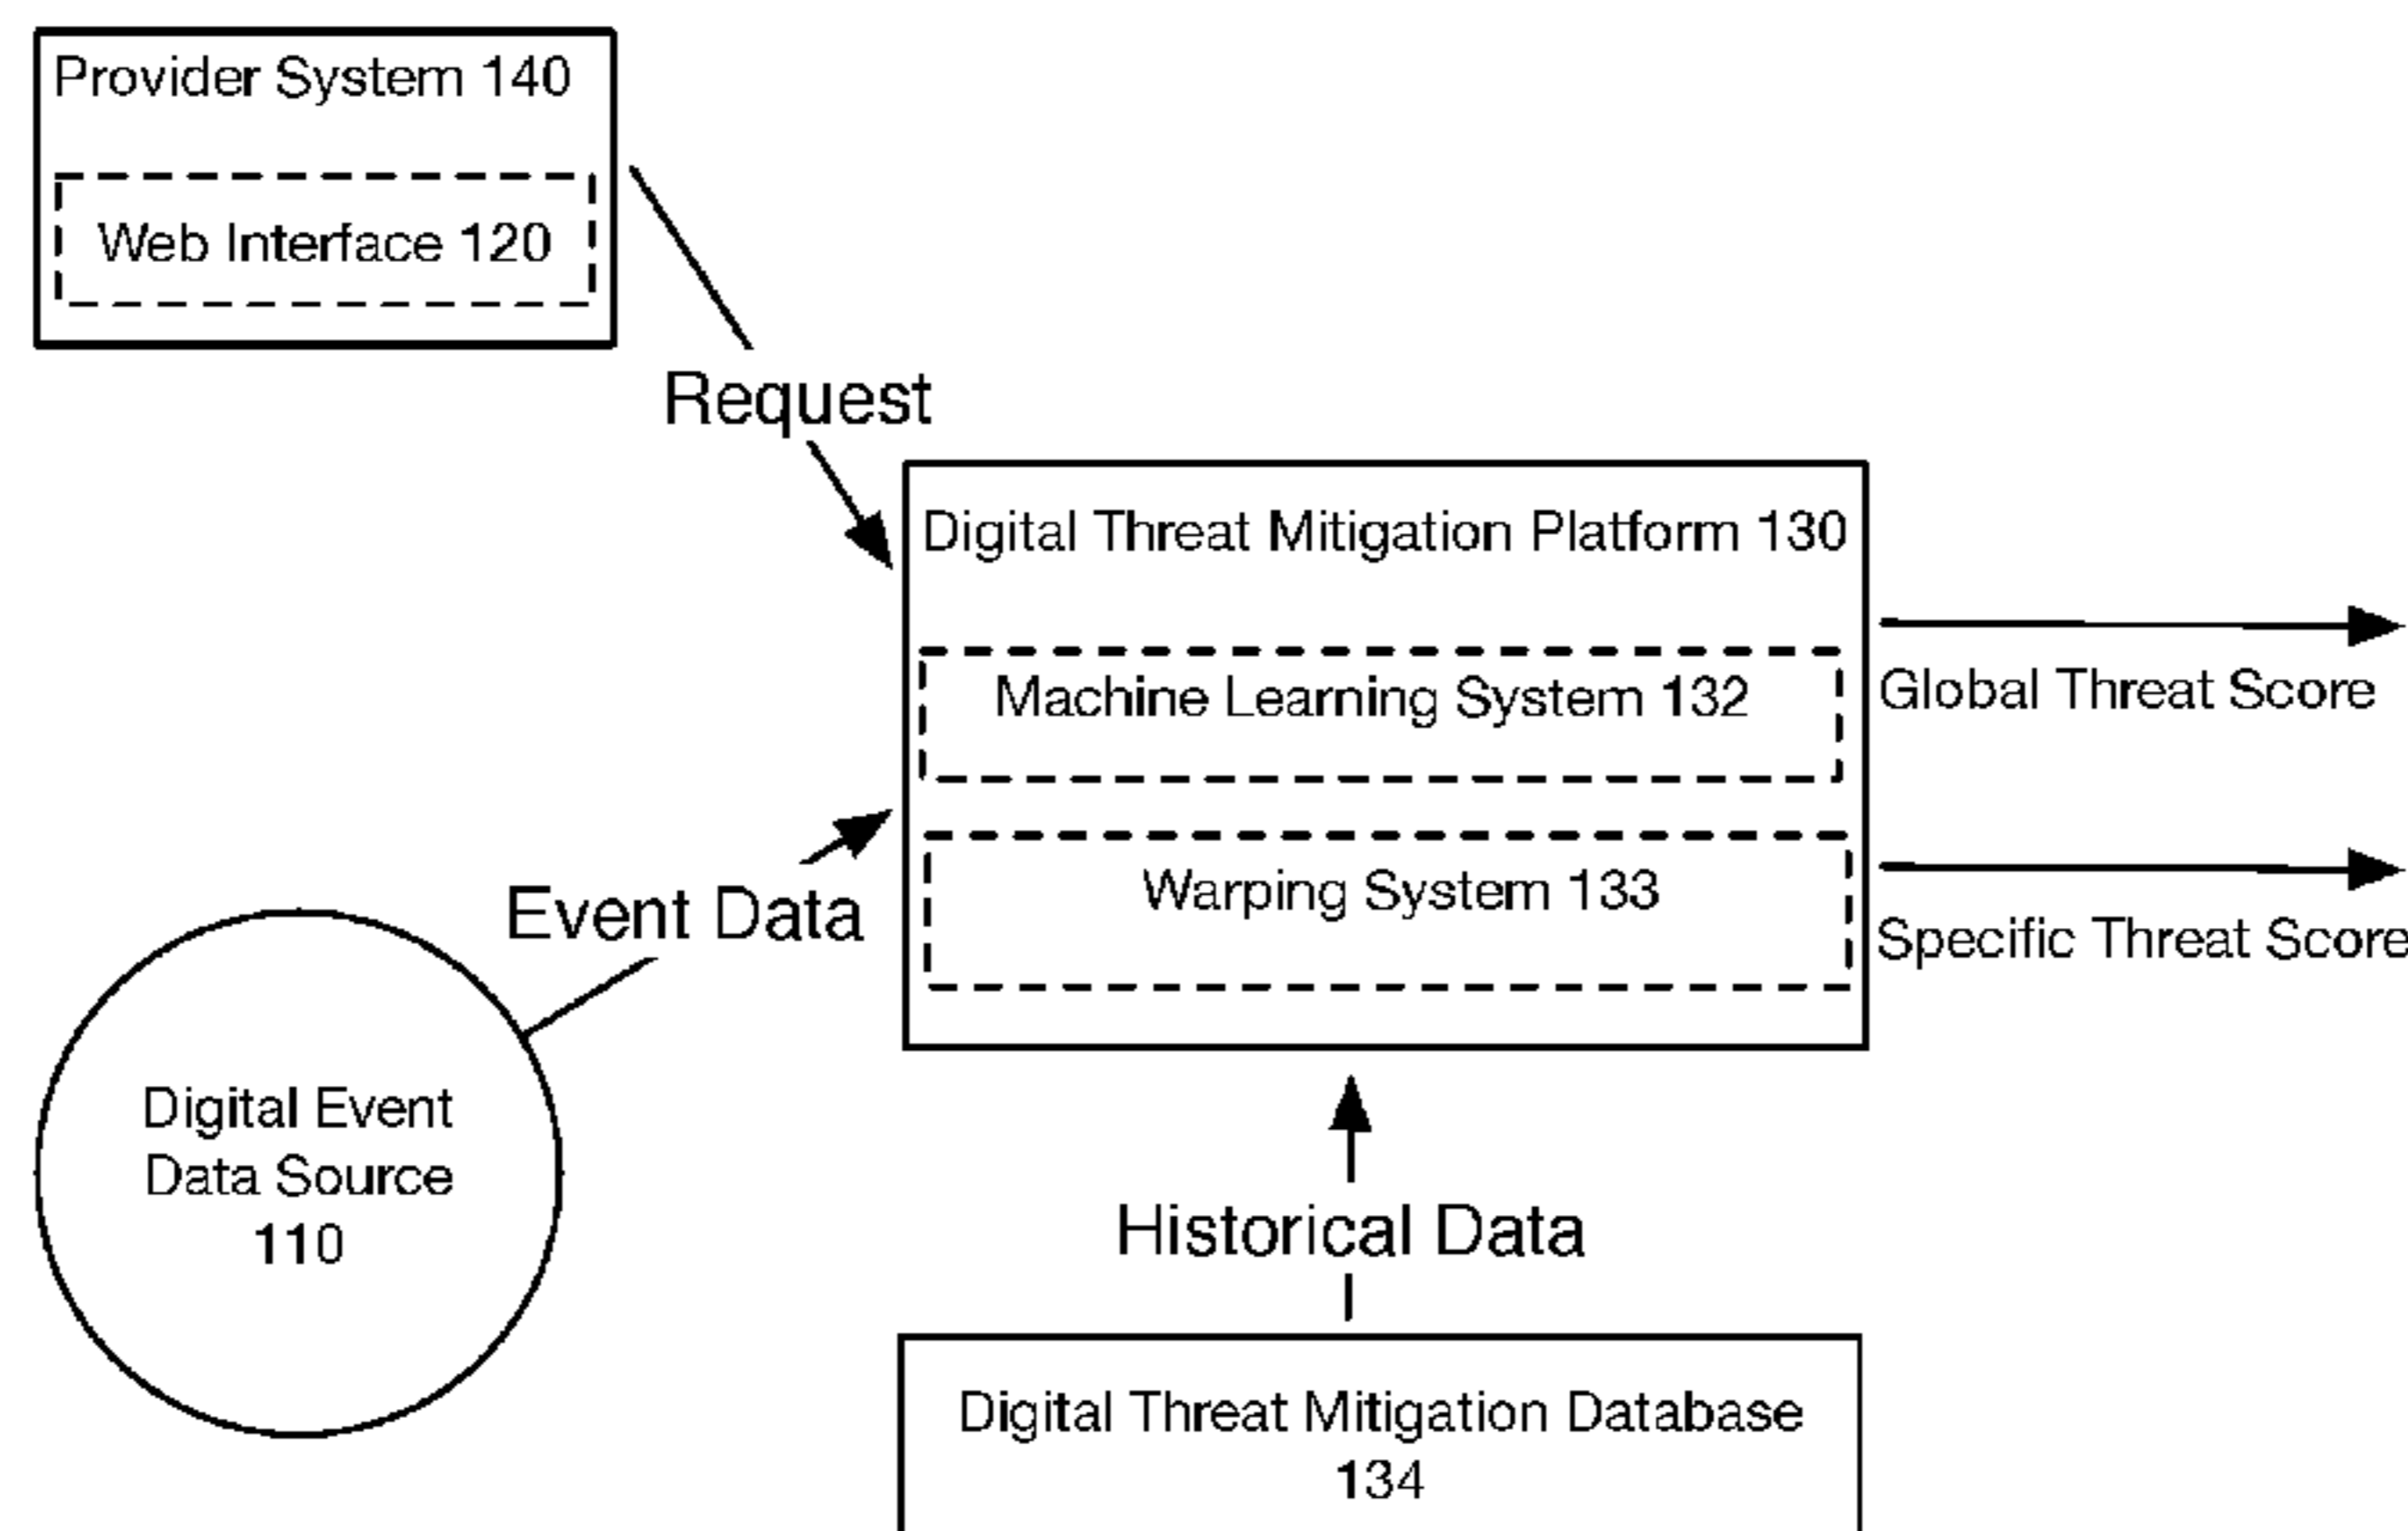 Provider System 140
Web Interface 120
Request
Digital Threat Mitigation Platform 130
Machine Learning System 132
Global Threat Score
Warping System 133
Specific Threat Score
Event Data
Digital Event
Data Source
110
Historical Data
Digital Threat Mitigation Database
134